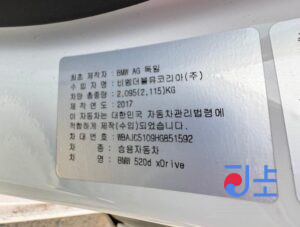 최초 제작자 : BMW AG 독일
수 입 자 명 : 비엠더블유코리아(주)
차량 총중량 : 2,095(2,115)KG
제 작 연 도 : 2017
이 자동차는 대한민국 자동차관리법령에
적합하게 제작(수입)되었습니다.
차 대 번 호 : WBAJC5109HG851592
차 종 : 승용자동차
차 명 : BMW 520d xDrive
리스